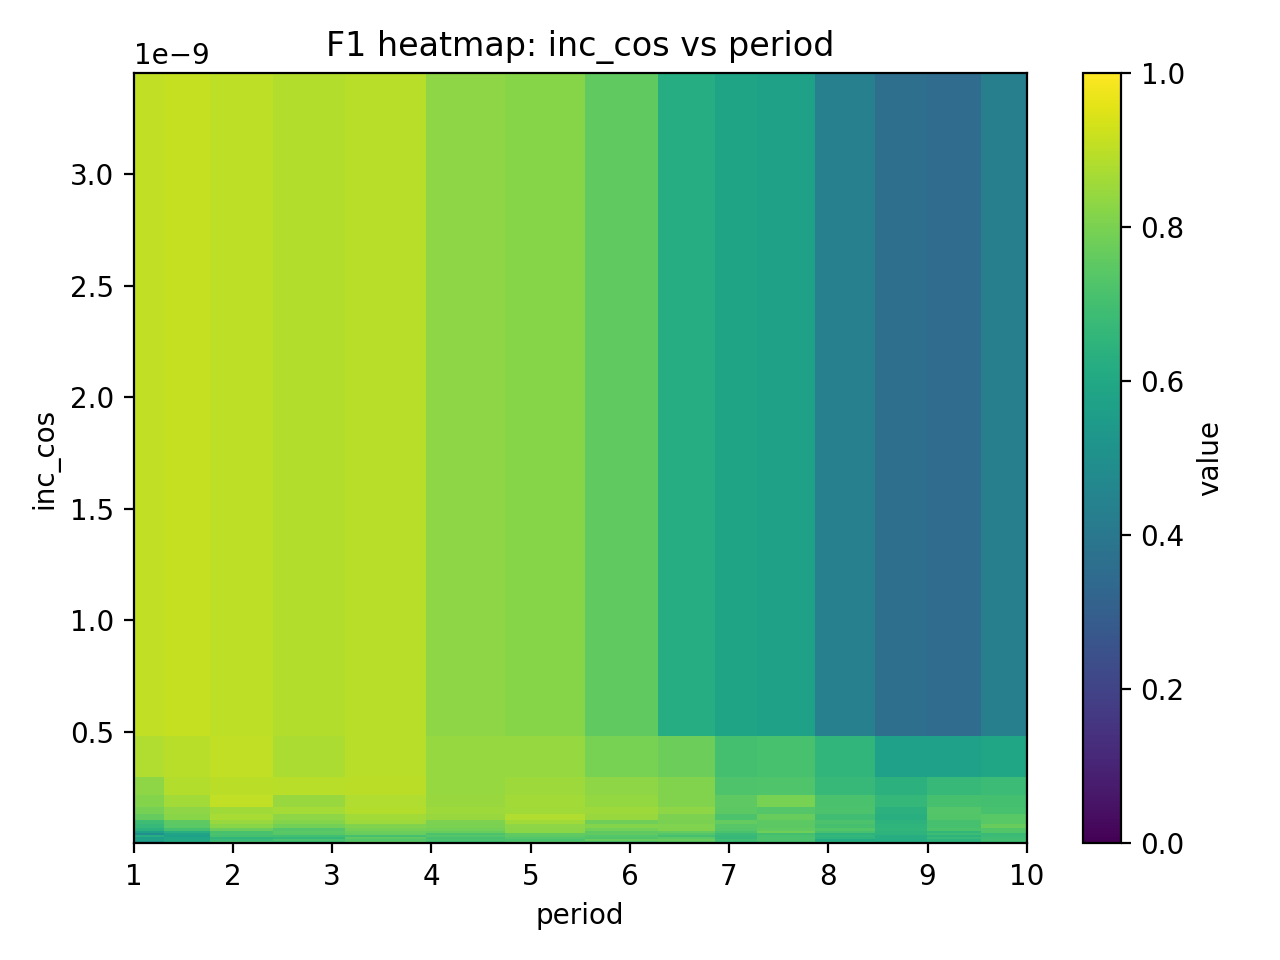 F1 heatmap: inc_cos vs period
1e−9
3.0
2.5
2.0
1.5
1.0
0.5
inc_cos
1 2 3 4 5 6 7 8 9 10
period
1.0
0.8
0.6
0.4
0.2
0.0
value